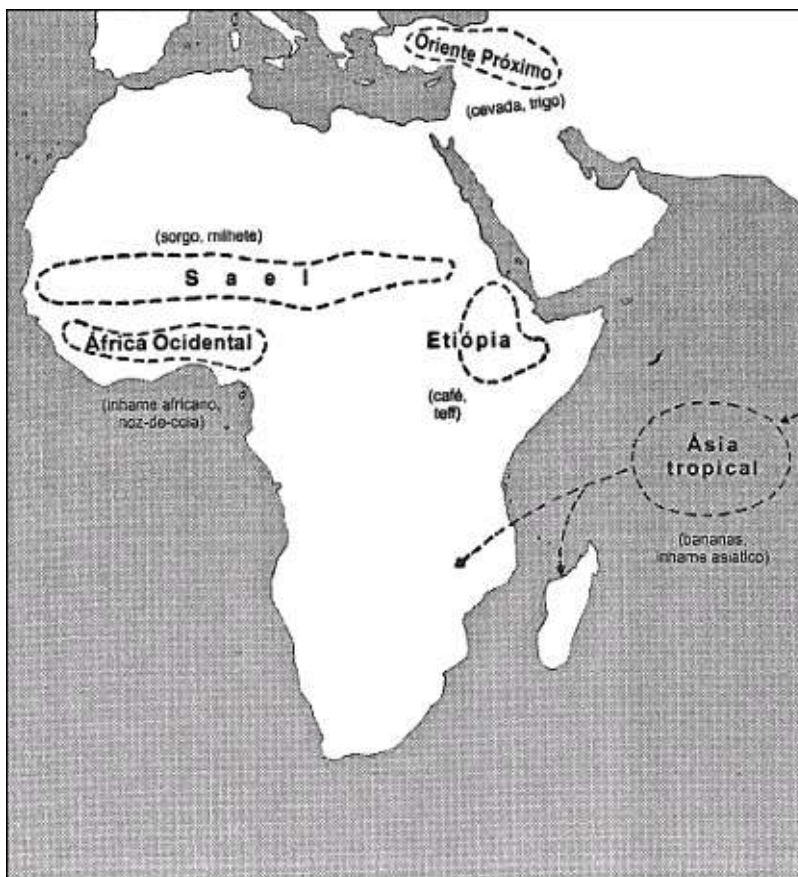 Oriente Próximo
(cevada, trigo)
(sorgo, milhete)
Sael
África Ocidental
(inhame africano,
noz-de-cola)
Etiópia
(café,
teff)
Ásia
tropical
(bananas,
inhame asiático)